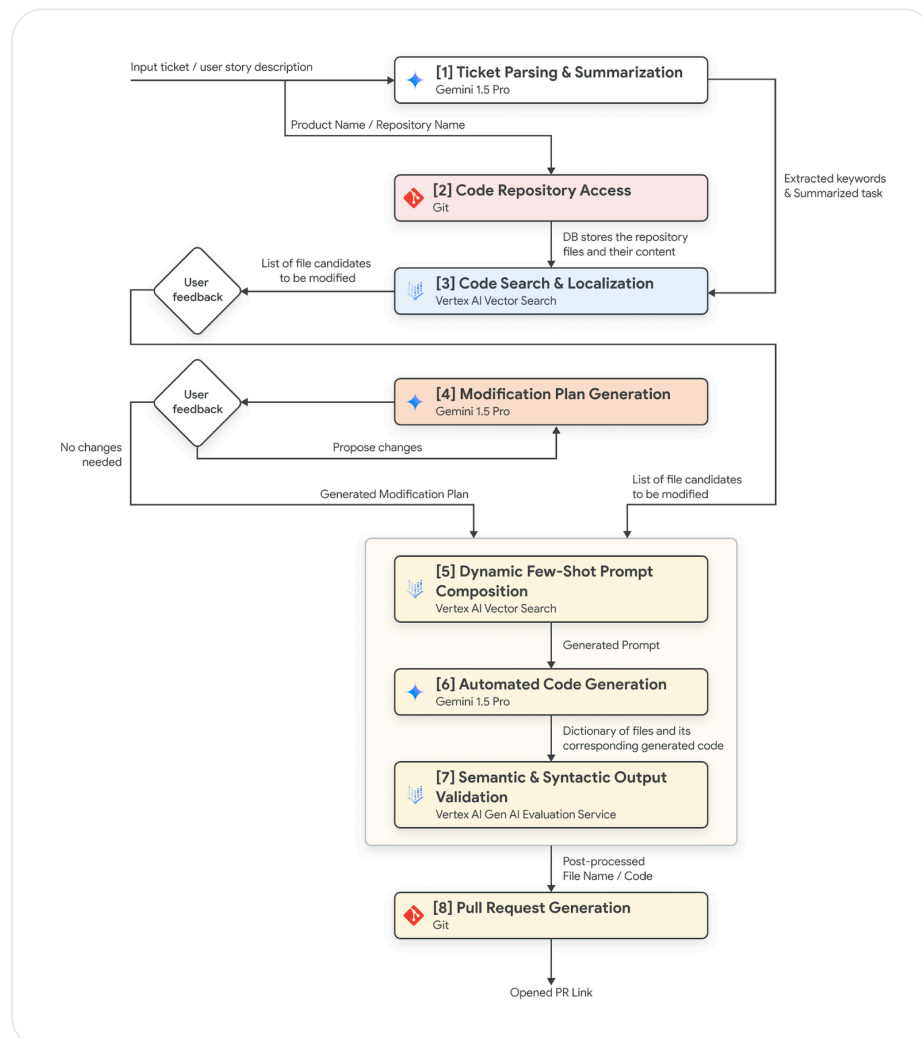 Input ticket / user story description
[1] Ticket Parsing & Summarization
Gemini 1.5 Pro
Product Name / Repository Name
Extracted keywords
& Summarized task
[2] Code Repository Access
Git
DB stores the repository
files and their content
List of file candidates
to be modified
User
feedback
[3] Code Search & Localization
Vertex AI Vector Search
User
feedback
[4] Modification Plan Generation
Gemini 1.5 Pro
No changes
needed
Propose changes
Generated Modification Plan
List of file candidates
to be modified
[5] Dynamic Few-Shot Prompt
Composition
Vertex AI Vector Search
Generated Prompt
[6] Automated Code Generation
Gemini 1.5 Pro
Dictionary of files and its
corresponding generated code
[7] Semantic & Syntactic Output
Validation
Vertex AI Gen AI Evaluation Service
Post-processed
File Name / Code
[8] Pull Request Generation
Git
Opened PR Link